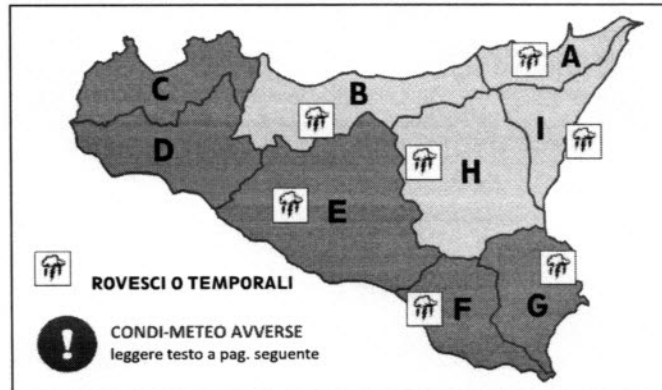 A
C
B
I
D
H
E
F
G
ROVESCI O TEMPORALI
!
CONDI-METEO AVVERSE
leggere testo a pag. seguente